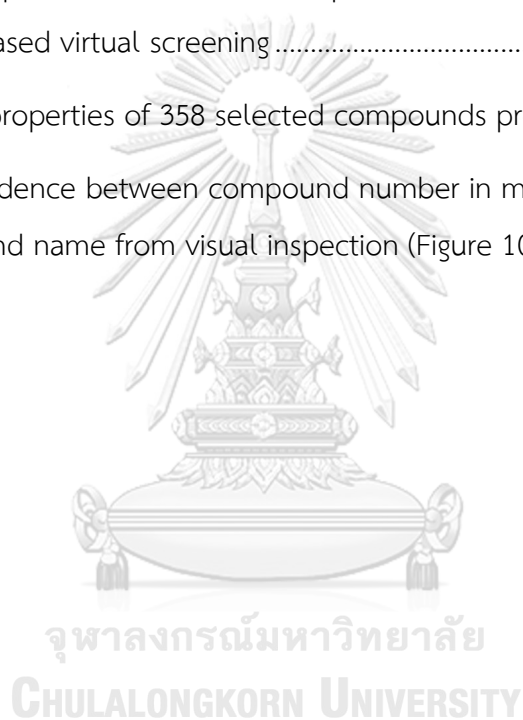 ased virtual screening ....................................
properties of 358 selected compounds pr
dence between compound number in m
nd name from visual inspection (Figure 10
จุฬาลงกรณ์มหาวิทยาลัย
CHULALONGKORN UNIVERSITY